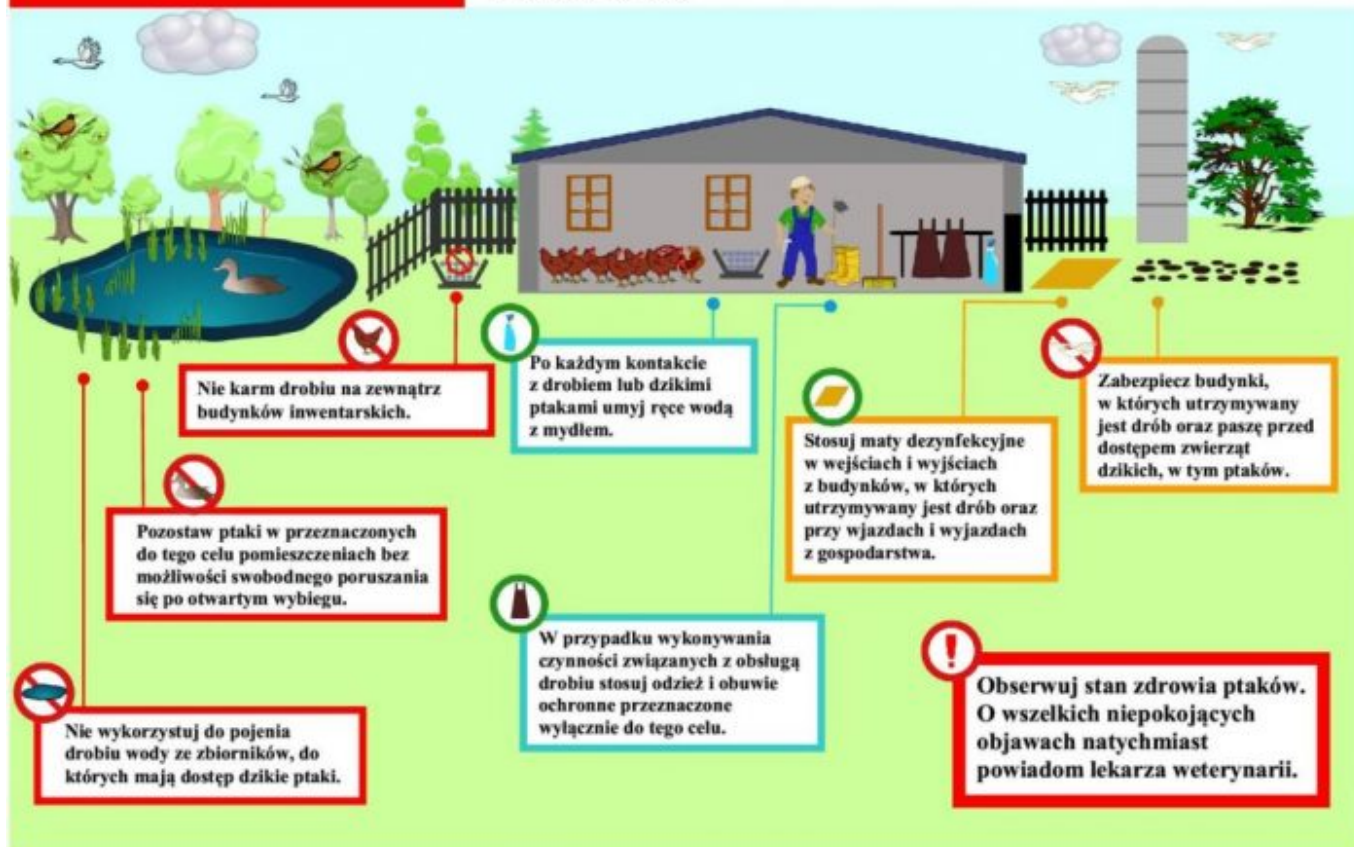 Nie karm drobiu na zewnątrz
budynków inwentarskich.
Po każdym kontakcie
z drobiem lub dzikimi
ptakami umyj ręce wodą
z mydłem.
Zabezpiecz budynki,
w których utrzymywany
jest drób oraz paszę przed
dostępem zwierząt
dzikich, w tym ptaków.
Stosuj maty dezynfekcyjne
w wejściach i wyjściach
z budynków, w których
utrzymywany jest drób oraz
przy wjazdach i wyjazdach
z gospodarstwa.
Pozostaw ptaki w przeznaczonych
do tego celu pomieszczeniach bez
możliwości swobodnego poruszania
się po otwartym wybiegu.
W przypadku wykonywania
czynności związanych z obsługą
drobiu stosuj odzież i obuwie
ochronne przeznaczone
wyłącznie do tego celu.
Nie wykorzystuj do pojenia
drobiu wody ze zbiorników, do
których mają dostęp dzikie ptaki.
!
Obserwuj stan zdrowia ptaków.
O wszelkich niepokojących
objawach natychmiast
powiadom lekarza weterynarii.